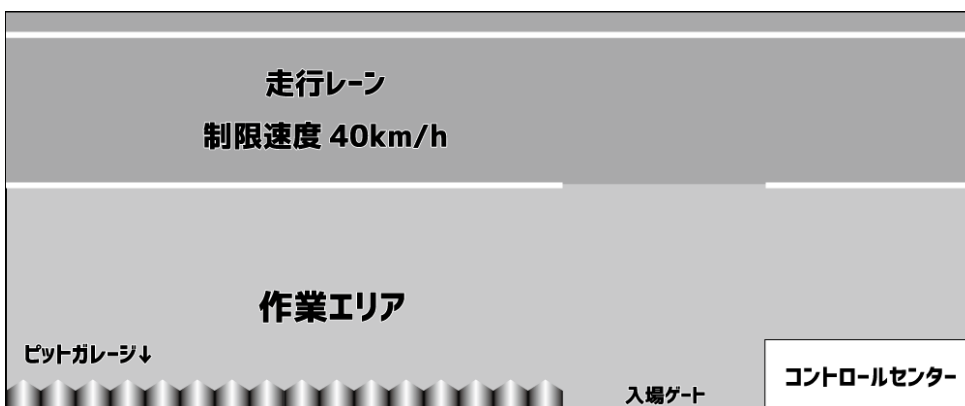 走行レーン
制限速度 40km/h
作業エリア
ピットガレージ↓
入場ゲート
コントロールセンター